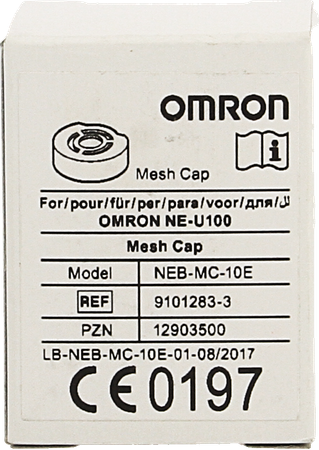 OMRON
Mesh Cap
For/pour/für/per/para/voor/для/لل
OMRON NE-U100
Mesh Cap
Model NEB-MC-10E
REF 9101283-3
PZN 12903500
LB-NEB-MC-10E-01-08/2017
CE0197